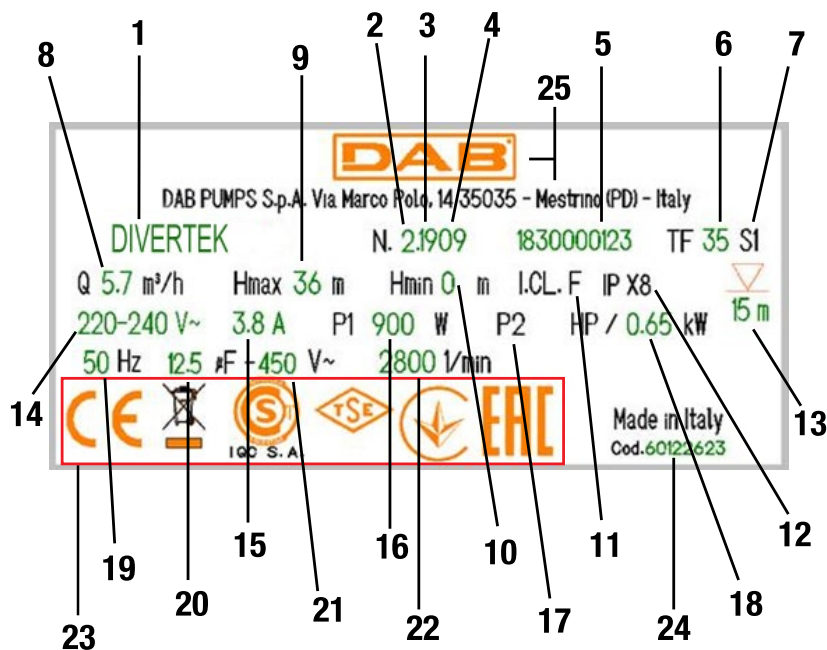 1 2 3 4 5 6 7
8 9 25
DAB
DAB PUMPS S.p.A. Via Marco Polo, 14 35035 - Mestrino (PD) - Italy
DIVERTEK N. 2.1909 1830000123 TF 35 S1
Q 5.7 m³/h Hmax 36 m Hmin 0 m I.CL. F IP X8
220-240 V~ 3.8 A P1 900 W P2 HP / 0.65 kW 15 m
50 Hz 12.5 µF - 450 V~ 2800 1/min
CE S TSE EAC Made in Italy
IQC S.A. Cod.60122623
14 13
19 15 16 10 11 12
20 21 22 17 18
23 24